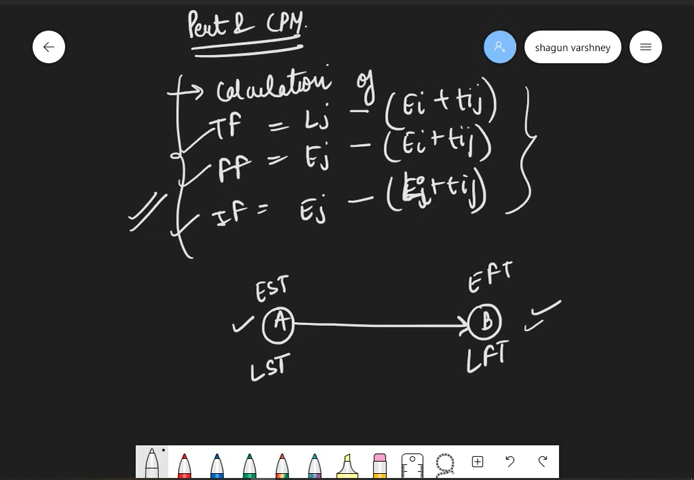 Pert & CPM.
shagun varshney
→ Calculation of
TF = Lj - (Ei + tij)
FF = Ej - (Ei + tij)
IF = Ej - ( + tij)
EST EFT
A B
LST LFT